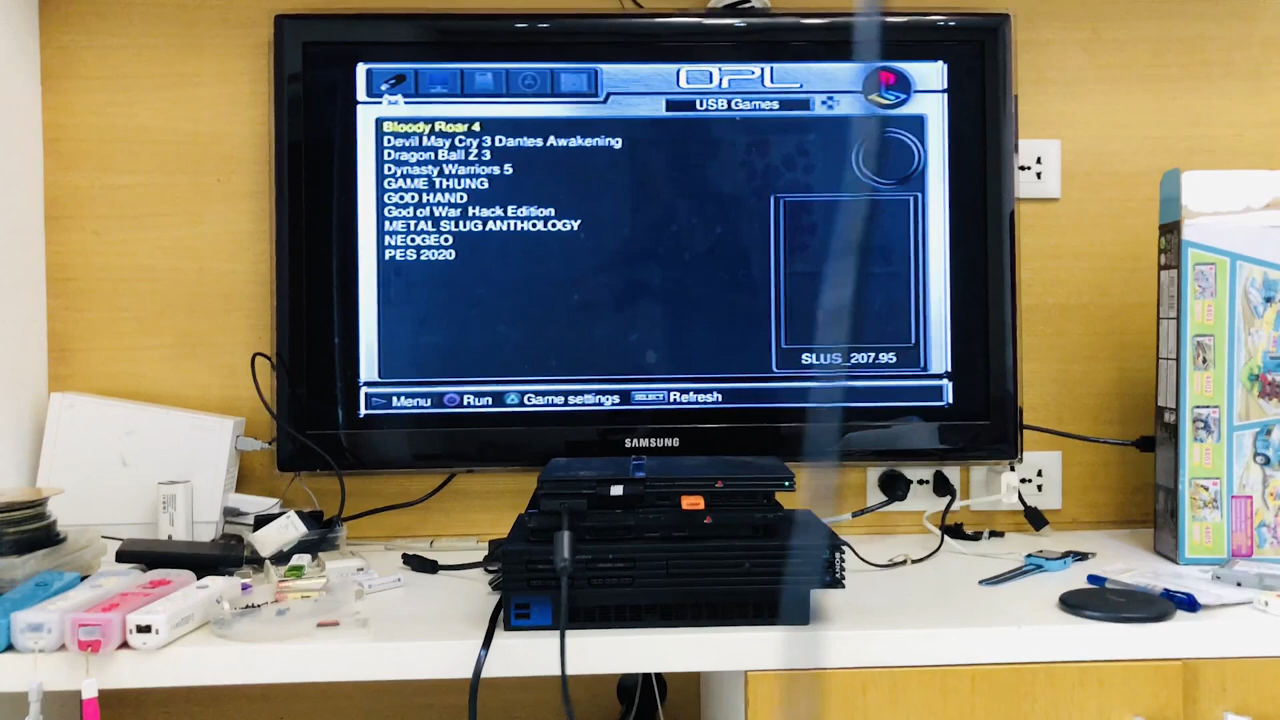 OPL
USB Games
Bloody Roar 4
Devil May Cry 3 Dantes Awakening
Dragon Ball Z 3
Dynasty Warriors 5
GAME THUNG
GOD HAND
God of War Hack Edition
METAL SLUG ANTHOLOGY
NEOGEO
PES 2020
SLUS_207.95
Menu Run Game settings SELECT Refresh
SAMSUNG
SONY